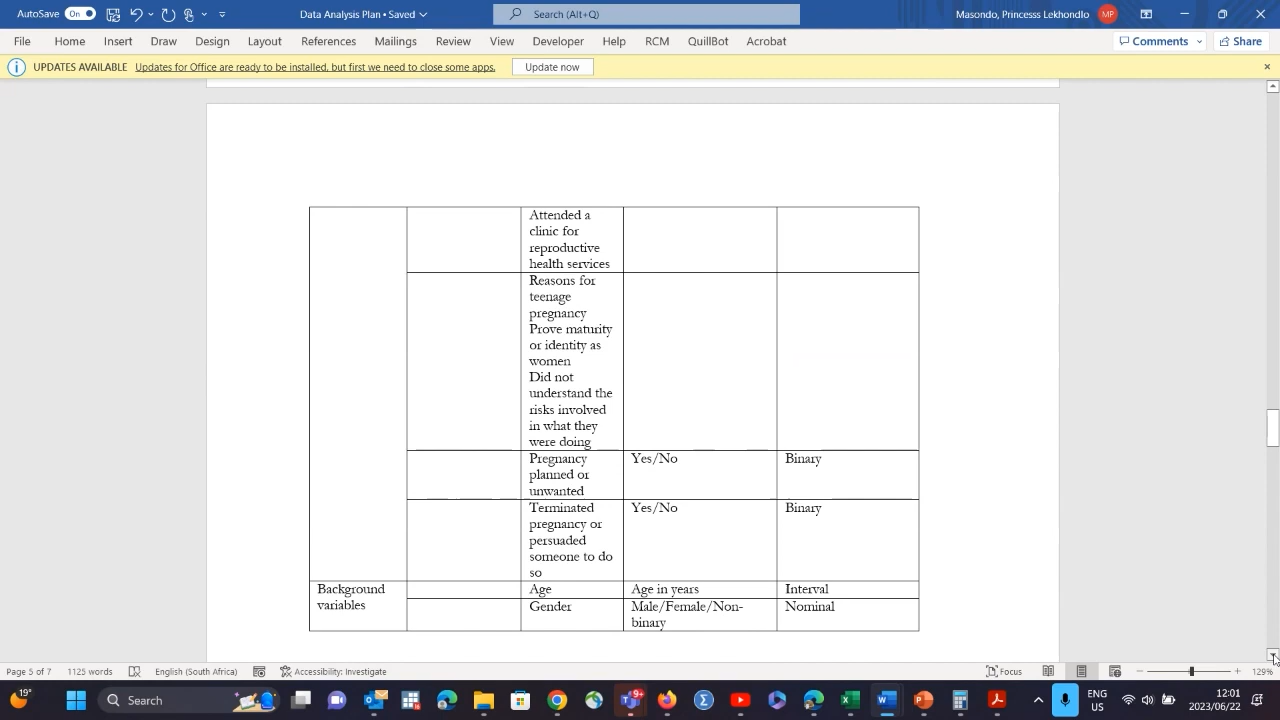 AutoSave On Data Analysis Plan • Saved Search (Alt+Q) Masondo, Princesss Lekhondlo MP
File Home Insert Draw Design Layout References Mailings Review View Developer Help RCM QuillBot Acrobat Comments Share
UPDATES AVAILABLE Updates for Office are ready to be installed, but first we need to close some apps. Update now
Attended a
clinic for
reproductive
health services
Reasons for
teenage
pregnancy
Prove maturity
or identity as
women
Did not
understand the
risks involved
in what they
were doing
Pregnancy
planned or
unwanted
Yes/No
Binary
Terminated
pregnancy or
persuaded
someone to do
so
Yes/No
Binary
Background
variables
Age
Age in years
Interval
Gender
Male/Female/Non-
binary
Nominal
Page 5 of 7 1125 words English (South Africa) Accessibility: Investigate Focus 129%
19° Search 9+ ENG
US
12:01
2023/06/22